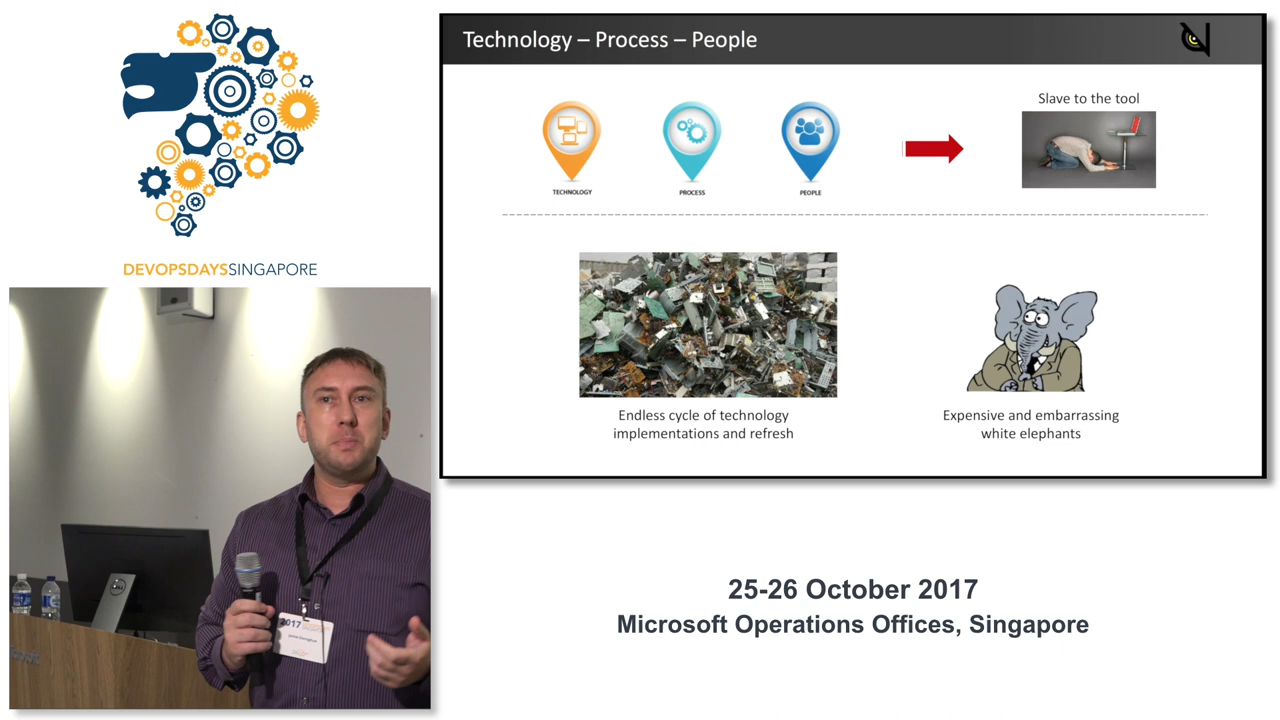 DEVOPSDAYSSINGAPORE
Technology – Process – People
TECHNOLOGY
PROCESS
PEOPLE
Slave to the tool
Endless cycle of technology
implementations and refresh
Expensive and embarrassing
white elephants
DELL
2017
25-26 October 2017
Microsoft Operations Offices, Singapore